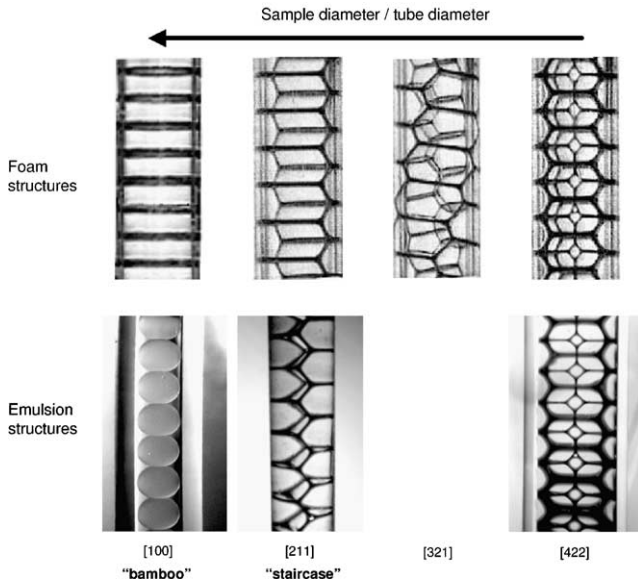 Sample diameter / tube diameter
Foam
structures
Emulsion
structures
[100]
[211]
[321]
[422]
“bamboo”
“staircase”